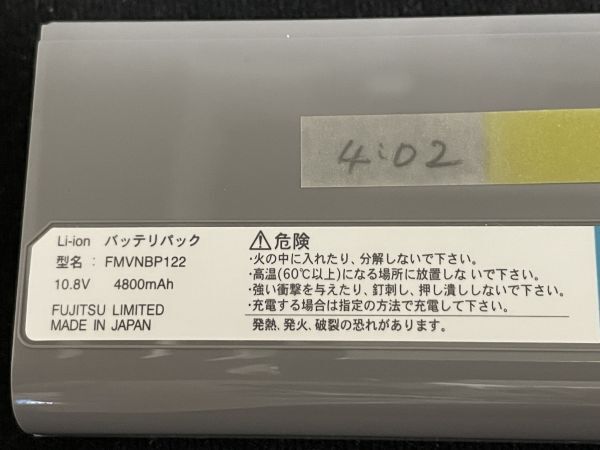 4:02
Li-ion バッテリパック
型名: FMVNBP122
10.8V 4800mAh
FUJITSU LIMITED
MADE IN JAPAN
⚠危険
・火の中に入れたり、分解しないで下さい。
・高温(60℃以上)になる場所に放置しないで下さい。
・強い衝撃を与えたり、釘刺し、押し潰ししないで下さい。
・充電する場合は指定の方法で充電して下さい。
発熱、発火、破裂の恐れがあります。